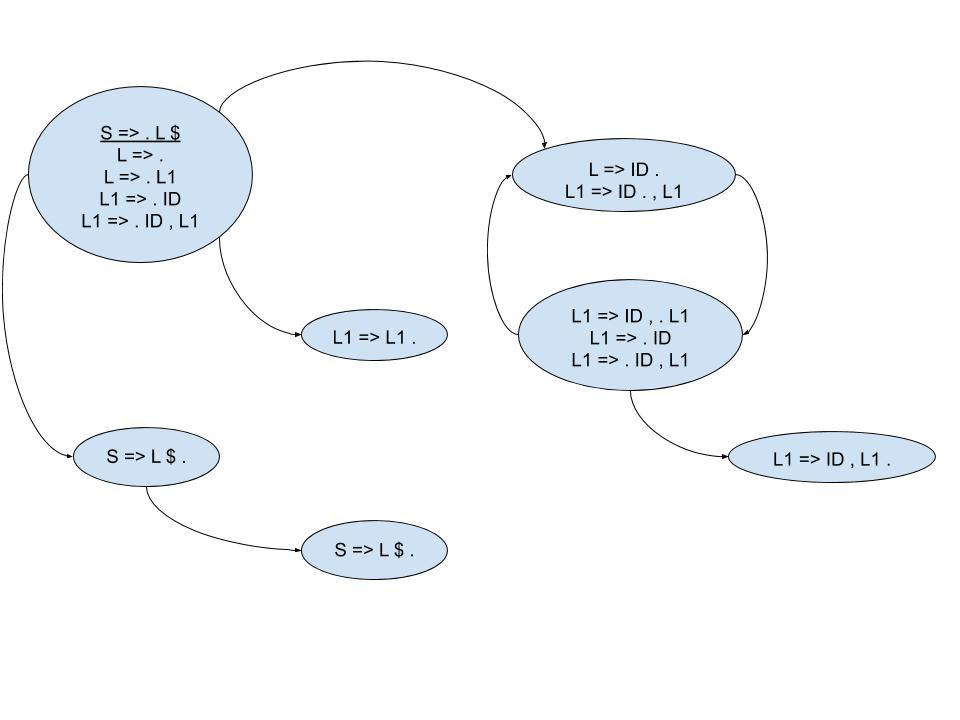 S => . L $
L => .
L => . L1
L1 => . ID
L1 => . ID , L1
L => ID .
L1 => ID . , L1
L1 => ID , . L1
L1 => . ID
L1 => . ID , L1
L1 => L1 .
S => L $ .
L1 => ID , L1 .
S => L $ .